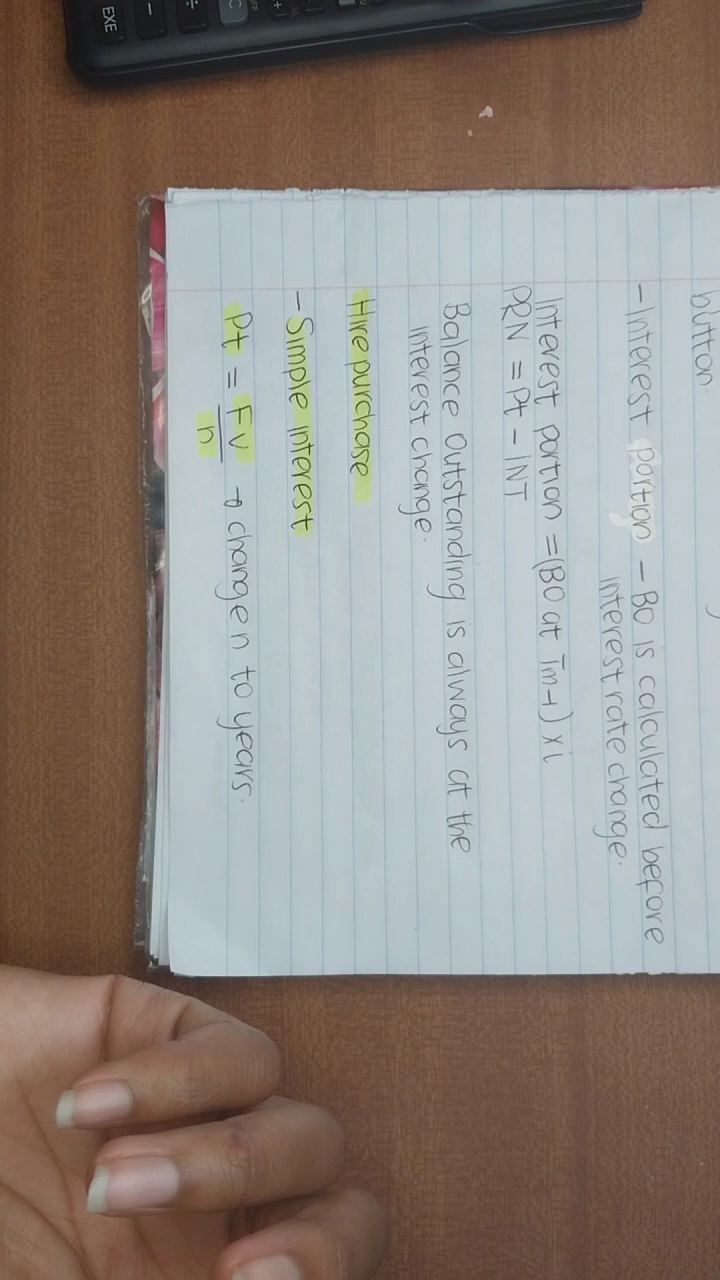 button.
-Interest portion - BO is calculated before
interest rate change.
Interest portion = (BO at Tm-1) x i
PRN = Pt - INT
Balance Outstanding is always at the
interest change.
Hire purchase
- Simple interest
Pt = Fv/n → change n to years.
EXE
-
÷
C
+